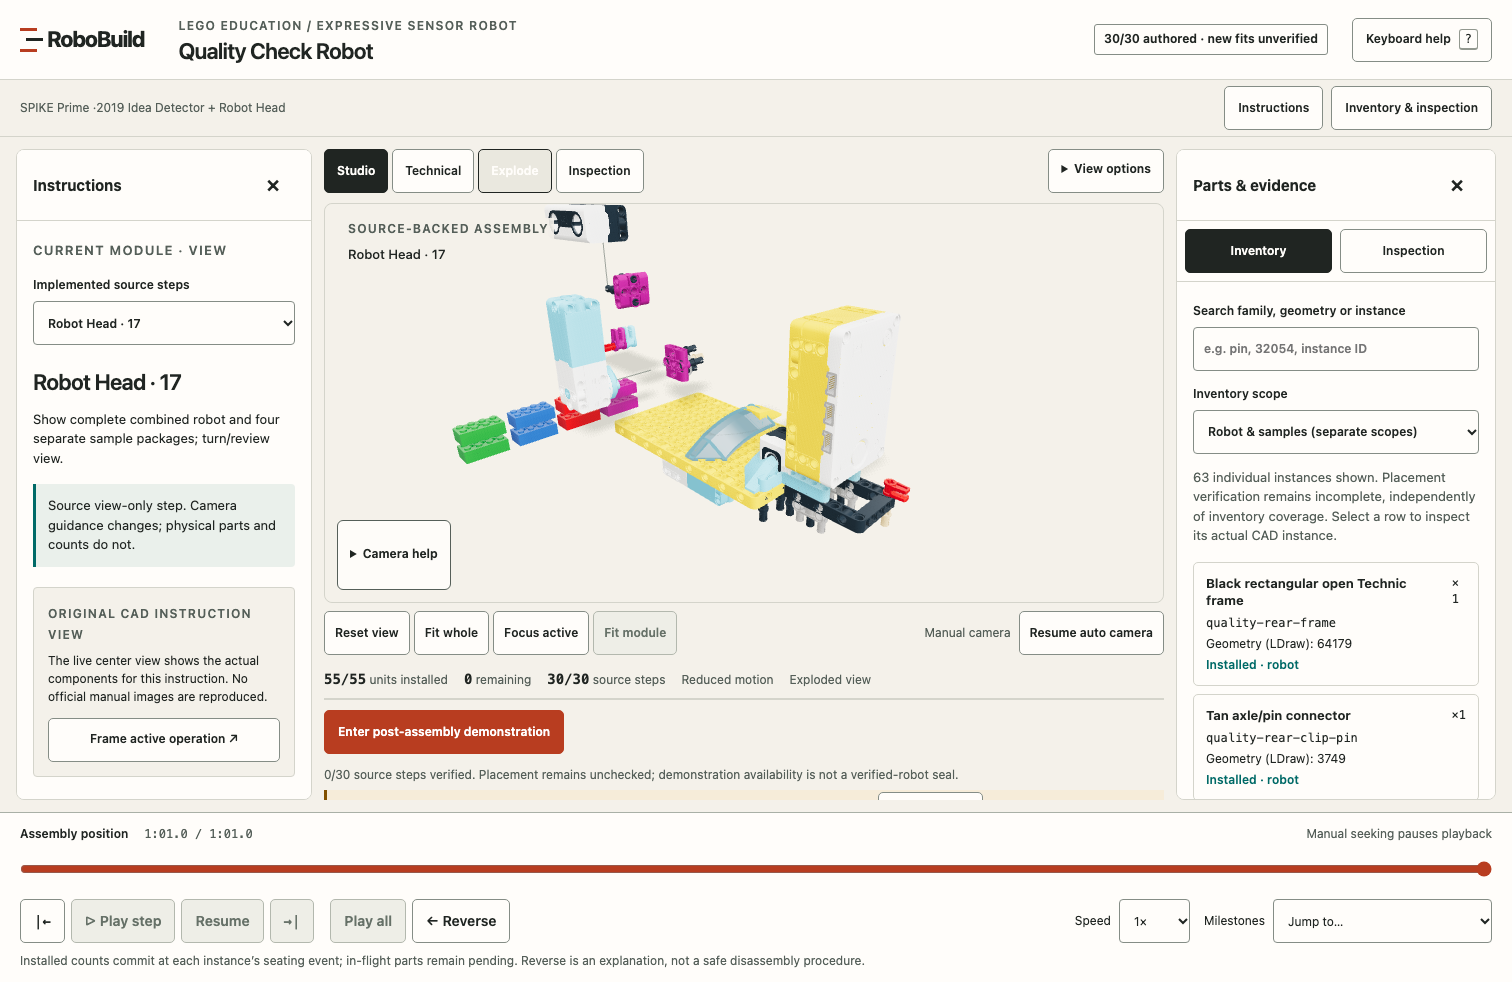 RoboBuild
LEGO EDUCATION / EXPRESSIVE SENSOR ROBOT
Quality Check Robot
30/30 authored · new fits unverified
Keyboard help ?
SPIKE Prime ·2019 Idea Detector + Robot Head
Instructions
Inventory & inspection
Instructions ✕
CURRENT MODULE · VIEW
Implemented source steps
Robot Head · 17
Robot Head · 17
Show complete combined robot and four
separate sample packages; turn/review
view.
Source view-only step. Camera
guidance changes; physical parts and
counts do not.
ORIGINAL CAD INSTRUCTION
VIEW
The live center view shows the actual
components for this instruction. No
official manual images are reproduced.
Frame active operation ↗
Studio
Technical
Explode
Inspection
▶ View options
SOURCE-BACKED ASSEMBLY
Robot Head · 17
▶ Camera help
Reset view
Fit whole
Focus active
Fit module
Manual camera
Resume auto camera
55/55 units installed 0 remaining 30/30 source steps Reduced motion Exploded view
Enter post-assembly demonstration
0/30 source steps verified. Placement remains unchecked; demonstration availability is not a verified-robot seal.
Parts & evidence ✕
Inventory
Inspection
Search family, geometry or instance
e.g. pin, 32054, instance ID
Inventory scope
Robot & samples (separate scopes)
63 individual instances shown. Placement
verification remains incomplete, independently
of inventory coverage. Select a row to inspect
its actual CAD instance.
Black rectangular open Technic
frame
×
1
quality-rear-frame
Geometry (LDraw): 64179
Installed · robot
Tan axle/pin connector ×1
quality-rear-clip-pin
Geometry (LDraw): 3749
Installed · robot
Assembly position 1:01.0 / 1:01.0
Manual seeking pauses playback
|←
▷ Play step
Resume
→|
Play all
← Reverse
Speed 1×
Milestones Jump to...
Installed counts commit at each instance's seating event; in-flight parts remain pending. Reverse is an explanation, not a safe disassembly procedure.